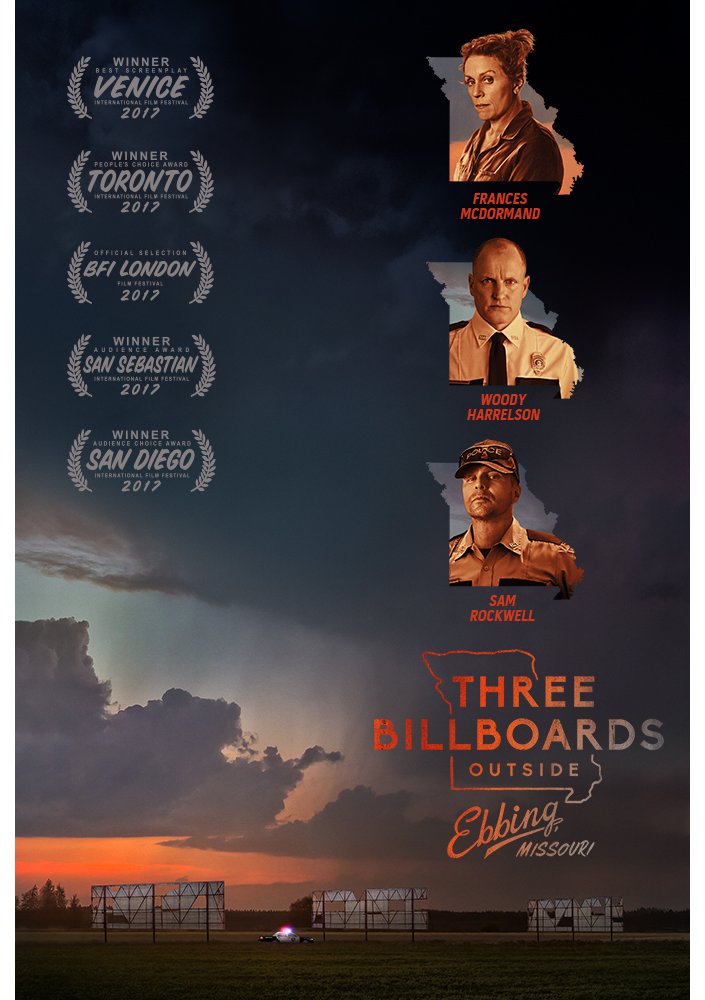 WINNER
BEST SCREENPLAY
VENICE
INTERNATIONAL FILM FESTIVAL
2017
WINNER
PEOPLE'S CHOICE AWARD
TORONTO
INTERNATIONAL FILM FESTIVAL
2017
OFFICIAL SELECTION
BFI LONDON
FILM FESTIVAL
2017
WINNER
AUDIENCE AWARD
SAN SEBASTIAN
INTERNATIONAL FILM FESTIVAL
2017
WINNER
AUDIENCE CHOICE AWARD
SAN DIEGO
INTERNATIONAL FILM FESTIVAL
2017
FRANCES
MCDORMAND
WOODY
HARRELSON
POLICE
SAM
ROCKWELL
THREE
BILLBOARDS
OUTSIDE
Ebbing,
MISSOURI